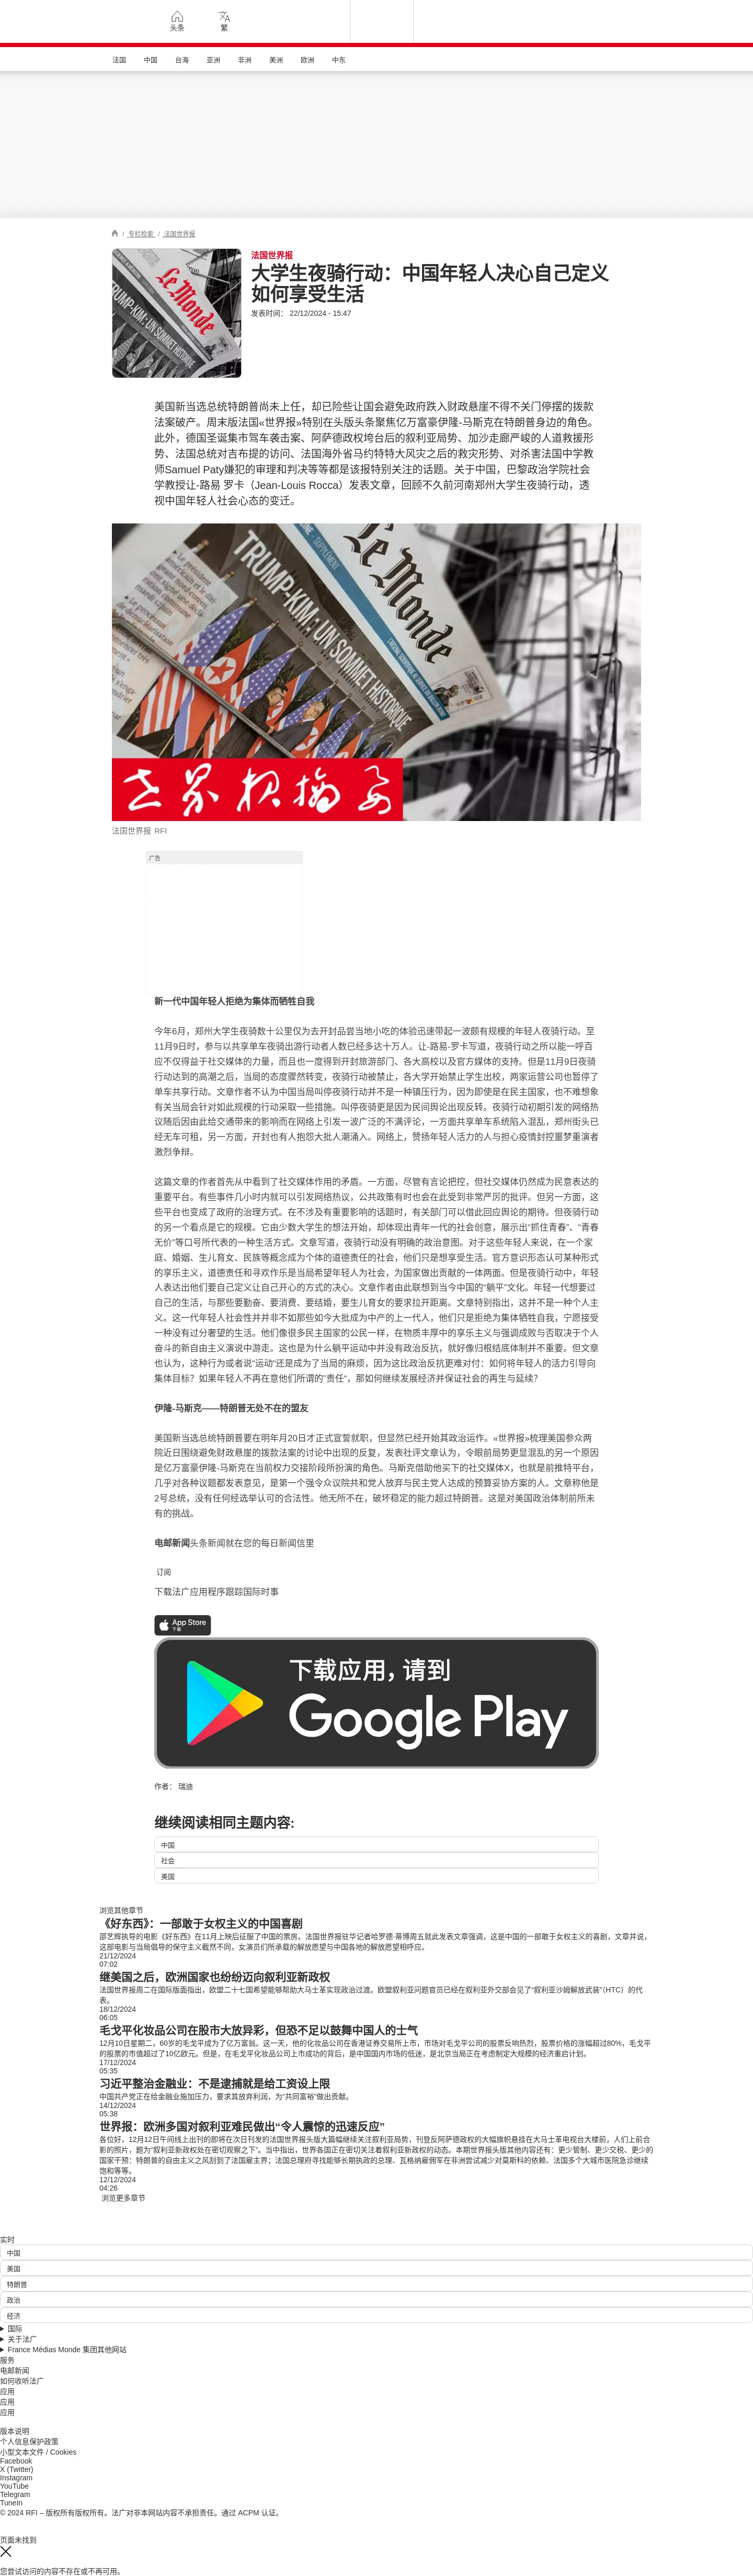 头条
繁
法国 中国 台海 亚洲 非洲 美洲 欧洲 中东
/ 专栏检索 / 法国世界报
法国世界报
大学生夜骑行动：中国年轻人决心自己定义
如何享受生活
发表时间： 22/12/2024 - 15:47
美国新当选总统特朗普尚未上任，却已险些让国会避免政府跌入财政悬崖不得不关门停摆的拨款
法案破产。周末版法国«世界报»特别在头版头条聚焦亿万富豪伊隆-马斯克在特朗普身边的角色。
此外，德国圣诞集市驾车袭击案、阿萨德政权垮台后的叙利亚局势、加沙走廊严峻的人道救援形
势、法国总统对吉布提的访问、法国海外省马约特特大风灾之后的救灾形势、对杀害法国中学教
师Samuel Paty嫌犯的审理和判决等等都是该报特别关注的话题。关于中国，巴黎政治学院社会
学教授让-路易 罗卡（Jean-Louis Rocca）发表文章，回顾不久前河南郑州大学生夜骑行动，透
视中国年轻人社会心态的变迁。
Le Monde
TRUMP-KIM : UN SOMMET HISTORIQUE
世界报摘要
法国世界报 RFI
广告
新一代中国年轻人拒绝为集体而牺牲自我
今年6月，郑州大学生夜骑数十公里仅为去开封品尝当地小吃的体验迅速带起一波颇有规模的年轻人夜骑行动。至
11月9日时，参与以共享单车夜骑出游行动者人数已经多达十万人。让-路易-罗卡写道，夜骑行动之所以能一呼百
应不仅得益于社交媒体的力量，而且也一度得到开封旅游部门、各大高校以及官方媒体的支持。但是11月9日夜骑
行动达到的高潮之后，当局的态度骤然转变，夜骑行动被禁止，各大学开始禁止学生出校，两家运营公司也暂停了
单车共享行动。文章作者不认为中国当局叫停夜骑行动并不是一种镇压行为，因为即使是在民主国家，也不难想象
有关当局会针对如此规模的行动采取一些措施。叫停夜骑更是因为民间舆论出现反转。夜骑行动初期引发的网络热
议随后因由此给交通带来的影响而在网络上引发一波广泛的不满评论，一方面共享单车系统陷入混乱，郑州街头已
经无车可租，另一方面，开封也有人抱怨大批人潮涌入。网络上，赞扬年轻人活力的人与担心疫情封控噩梦重演者
激烈争辩。
这篇文章的作者首先从中看到了社交媒体作用的矛盾。一方面，尽管有言论把控，但社交媒体仍然成为民意表达的
重要平台。有些事件几小时内就可以引发网络热议，公共政策有时也会在此受到非常严厉的批评。但另一方面，这
些平台也变成了政府的治理方式。在不涉及有重要影响的话题时，有关部门可以借此回应舆论的期待。但夜骑行动
的另一个看点是它的规模。它由少数大学生的想法开始，却体现出青年一代的社会创意，展示出“抓住青春”、“青春
无价”等口号所代表的一种生活方式。文章写道，夜骑行动没有明确的政治意图。对于这些年轻人来说，在一个家
庭、婚姻、生儿育女、民族等概念成为个体的道德责任的社会，他们只是想享受生活。官方意识形态认可某种形式
的享乐主义，道德责任和寻欢作乐是当局希望年轻人为社会，为国家做出贡献的一体两面。但是夜骑行动中，年轻
人表达出他们要自己定义让自己开心的方式的决心。文章作者由此联想到当今中国的“躺平”文化。年轻一代想要过
自己的生活，与那些要勤奋、要消费、要结婚，要生儿育女的要求拉开距离。文章特别指出，这并不是一种个人主
义。这一代年轻人社会性并并非不如那些如今大批成为中产的上一代人，他们只是拒绝为集体牺牲自我，宁愿接受
一种没有过分奢望的生活。他们像很多民主国家的公民一样，在物质丰厚中的享乐主义与强调成败与否取决于个人
奋斗的新自由主义演说中游走。这也是为什么躺平运动中并没有政治反抗，就好像归根结底体制并不重要。但文章
也认为，这种行为或者说“运动”还是成为了当局的麻烦，因为这比政治反抗更难对付：如何将年轻人的活力引导向
集体目标？如果年轻人不再在意他们所谓的“责任”，那如何继续发展经济并保证社会的再生与延续？
伊隆-马斯克——特朗普无处不在的盟友
美国新当选总统特朗普要在明年月20日才正式宣誓就职，但显然已经开始其政治运作。«世界报»梳理美国参众两
院近日围绕避免财政悬崖的拨款法案的讨论中出现的反复，发表社评文章认为，令眼前局势更显混乱的另一个原因
是亿万富豪伊隆-马斯克在当前权力交接阶段所扮演的角色。马斯克借助他买下的社交媒体X，也就是前推特平台，
几乎对各种议题都发表意见，是第一个强令众议院共和党人放弃与民主党人达成的预算妥协方案的人。文章称他是
2号总统，没有任何经选举认可的合法性。他无所不在，破坏稳定的能力超过特朗普。这是对美国政治体制前所未
有的挑战。
电邮新闻头条新闻就在您的每日新闻信里
订阅
下载法广应用程序跟踪国际时事
App Store
下载
下载应用，请到
Google Play
作者： 瑞迪
继续阅读相同主题内容:
中国
社会
美国
浏览其他章节
《好东西》：一部敢于女权主义的中国喜剧
邵艺辉执导的电影《好东西》在11月上映后征服了中国的票房。法国世界报驻华记者哈罗德·蒂博周五就此发表文章强调，这是中国的一部敢于女权主义的喜剧，文章并说，
这部电影与当局倡导的保守主义截然不同，女演员们所承载的解放愿望与中国各地的解放愿望相呼应。
21/12/2024
07:02
继美国之后，欧洲国家也纷纷迈向叙利亚新政权
法国世界报周二在国际版面指出，欧盟二十七国希望能够帮助大马士革实现政治过渡。欧盟叙利亚问题官员已经在叙利亚外交部会见了“叙利亚沙姆解放武装”（HTC）的代
表。
18/12/2024
06:05
毛戈平化妆品公司在股市大放异彩，但恐不足以鼓舞中国人的士气
12月10日星期二，60岁的毛戈平成为了亿万富翁。这一天，他的化妆品公司在香港证券交易所上市，市场对毛戈平公司的股票反响热烈，股票价格的涨幅超过80%，毛戈平
的股票的市值超过了10亿欧元。但是，在毛戈平化妆品公司上市成功的背后，是中国国内市场的低迷，是北京当局正在考虑制定大规模的经济重启计划。
17/12/2024
05:35
习近平整治金融业：不是逮捕就是给工资设上限
中国共产党正在给金融业施加压力，要求其放弃利润，为“共同富裕”做出贡献。
14/12/2024
05:38
世界报：欧洲多国对叙利亚难民做出“令人震惊的迅速反应”
各位好，12月12日午间线上出刊的即将在次日刊发的法国世界报头版大篇幅继续关注叙利亚局势，刊登反阿萨德政权的大幅旗帜悬挂在大马士革电视台大楼前，人们上前合
影的照片，题为“叙利亚新政权处在密切观察之下”。当中指出，世界各国正在密切关注着叙利亚新政权的动态。本期世界报头版其他内容还有：更少管制、更少交税、更少的
国家干预：特朗普的自由主义之风刮到了法国雇主界；法国总理府寻找能够长期执政的总理、瓦格纳雇佣军在非洲尝试减少对莫斯科的依赖、法国多个大城市医院急诊继续
饱和等等。
12/12/2024
04:26
浏览更多章节
实时
中国
美国
特朗普
政治
经济
国际
关于法广
France Médias Monde 集团其他网站
服务
电邮新闻
如何收听法广
应用
应用
应用
版本说明
个人信息保护政策
小型文本文件 / Cookies
Facebook
X (Twitter)
Instagram
YouTube
Telegram
TuneIn
© 2024 RFI – 版权所有版权所有。法广对非本网站内容不承担责任。通过 ACPM 认证。
页面未找到
您尝试访问的内容不存在或不再可用。